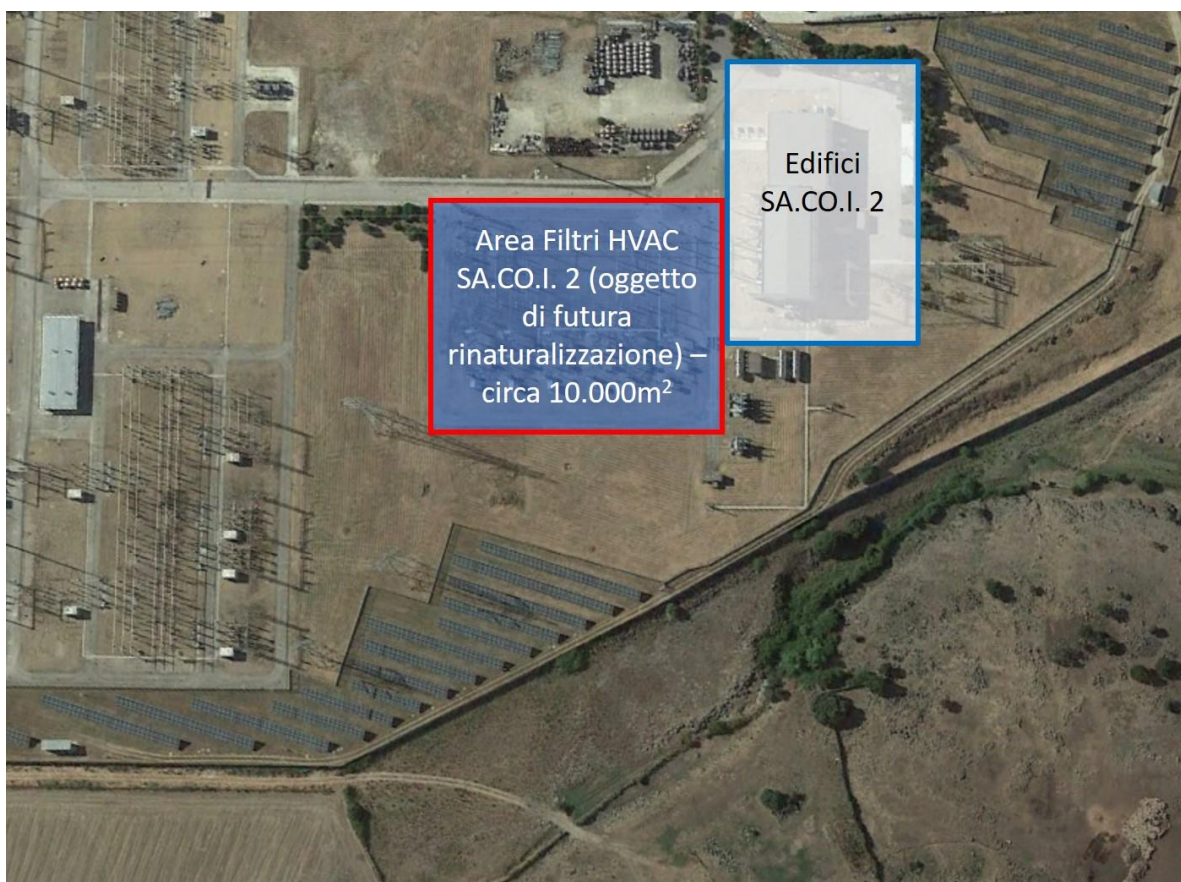 Edifici
SA.CO.I. 2
Area Filtri HVAC
SA.CO.I. 2 (oggetto
di futura
rinaturalizzazione) –
circa 10.000m²